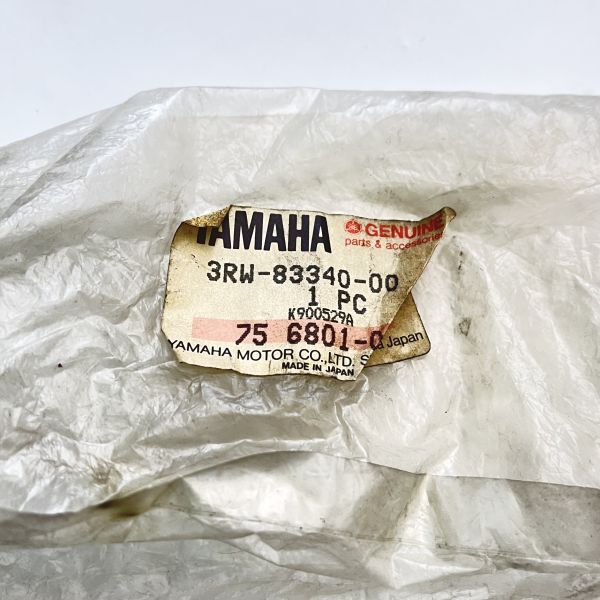 YAMAHA GENUINE
parts & accessories
3RW-83340-00
1 PC
K900529A
75 6801-0
YAMAHA MOTOR CO.,LTD. Japan
MADE IN JAPAN